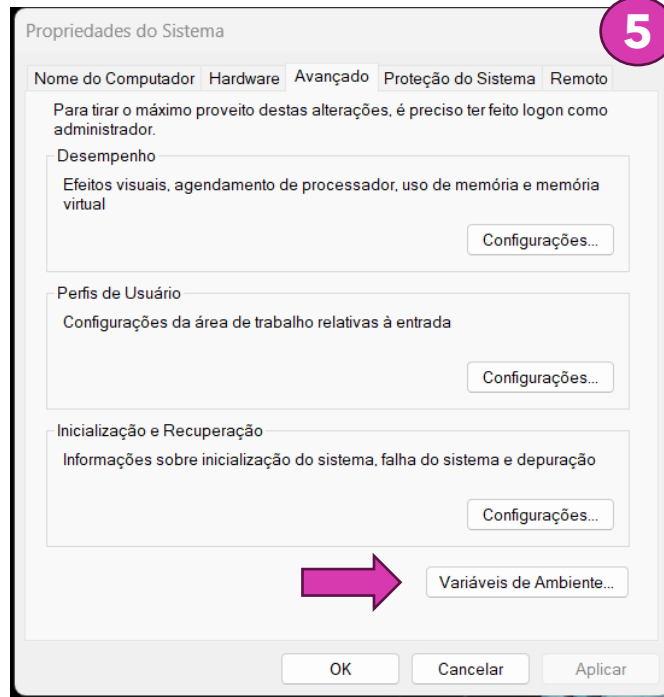 Propriedades do Sistema
5
Nome do Computador Hardware Avançado Proteção do Sistema Remoto
Para tirar o máximo proveito destas alterações, é preciso ter feito logon como
administrador.
Desempenho
Efeitos visuais, agendamento de processador, uso de memória e memória
virtual
Configurações...
Perfis de Usuário
Configurações da área de trabalho relativas à entrada
Configurações...
Inicialização e Recuperação
Informações sobre inicialização do sistema, falha do sistema e depuração
Configurações...
Variáveis de Ambiente...
OK Cancelar Aplicar